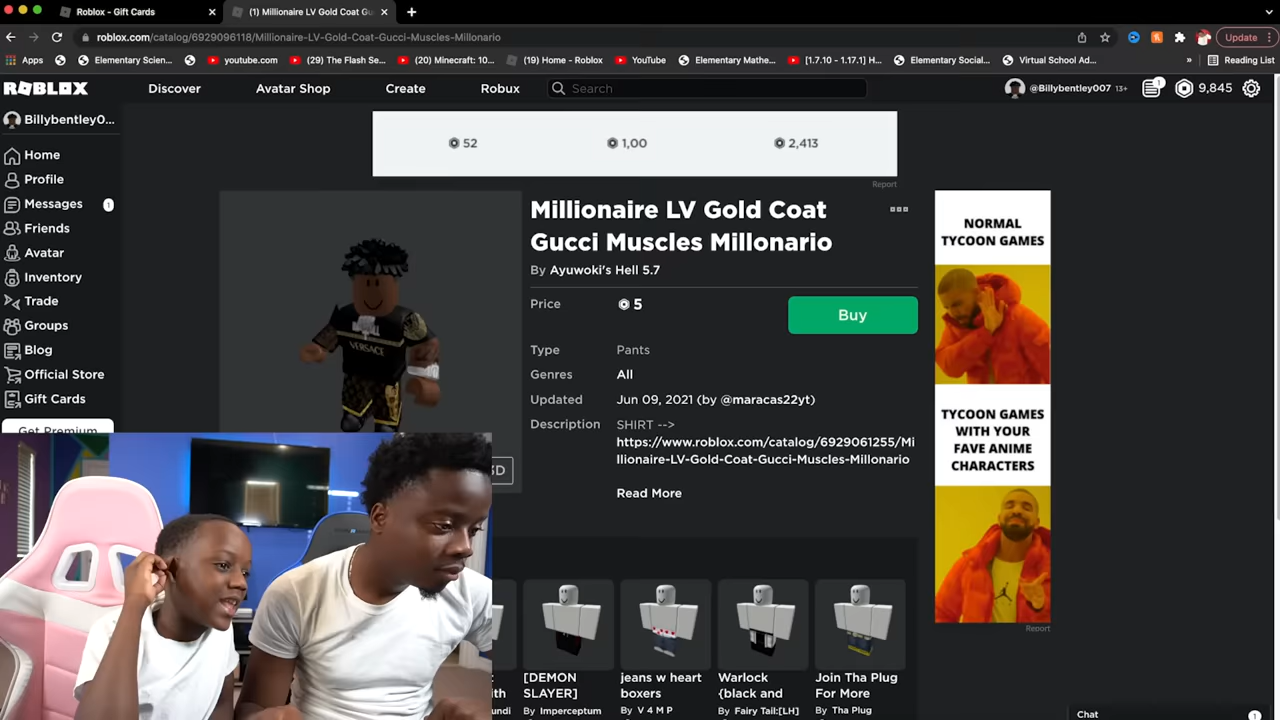 Roblox - Gift Cards
(1) Millionaire LV Gold Coat Gu
roblox.com/catalog/6929096118/Millionaire-LV-Gold-Coat-Gucci-Muscles-Millonario
Update
Apps
Elementary Scien...
youtube.com
(29) The Flash Se...
(20) Minecraft: 10...
(19) Home - Roblox
YouTube
Elementary Mathe...
[1.7.10 - 1.17.1] H...
Elementary Social...
Virtual School Ad...
»
Reading List
ROBLOX
Discover
Avatar Shop
Create
Robux
Search
@Billybentley007 13+
1
9,845
Billybentley0...
Home
Profile
Messages 1
Friends
Avatar
Inventory
Trade
Groups
Blog
Official Store
Gift Cards
Get Premium
52
1,00
2,413
Report
Millionaire LV Gold Coat
Gucci Muscles Millonario
By Ayuwoki's Hell 5.7
Price 5
Buy
Type Pants
Genres All
Updated Jun 09, 2021 (by @maracas22yt)
Description SHIRT -->
https://www.roblox.com/catalog/6929061255/Mi
llionaire-LV-Gold-Coat-Gucci-Muscles-Millonario
Read More
VERSACE
NORMAL
TYCOON GAMES
TYCOON GAMES
WITH YOUR
FAVE ANIME
CHARACTERS
Report
[DEMON
SLAYER]
By Imperceptum
jeans w heart
boxers
By V 4 M P
Warlock
{black and
By Fairy Tail:[LH]
Join Tha Plug
For More
By Tha Plug
Chat
1